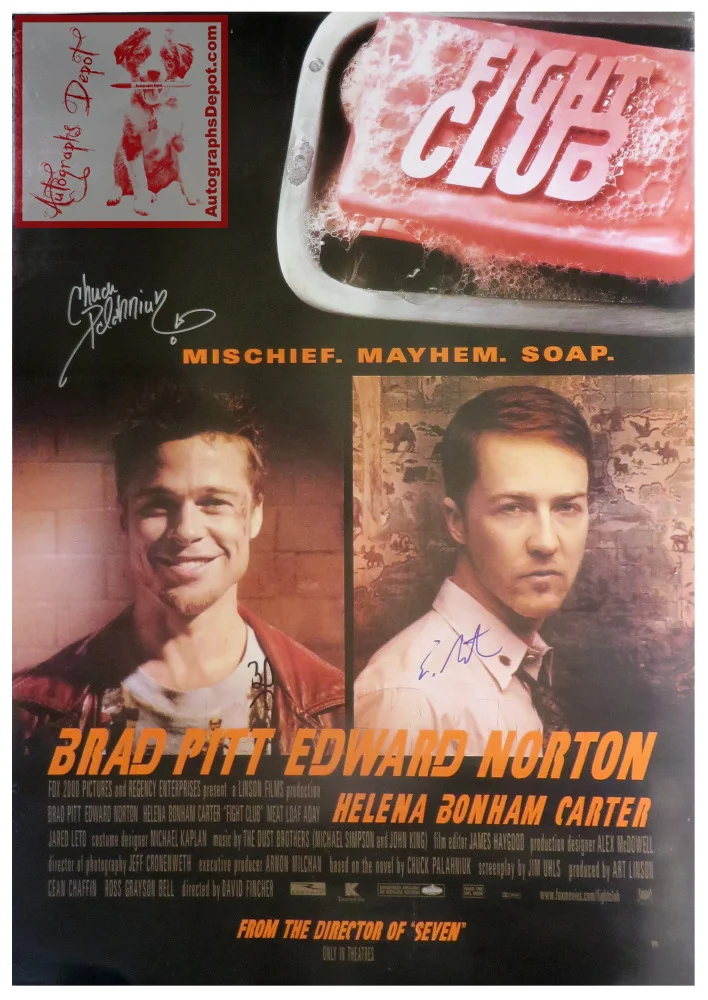 Autographs Depot
AutographsDepot.com
FIGHT
CLUB
Chuck
Palahniuk
MISCHIEF. MAYHEM. SOAP.
E. Nort
BRAD PITT EDWARD NORTON
HELENA BONHAM CARTER
FOX 2000 PICTURES and REGENCY ENTERPRISES present a LINSON FILMS production
BRAD PITT EDWARD NORTON HELENA BONHAM CARTER "FIGHT CLUB" MEAT LOAF ADAY
JARED LETO costume designer MICHAEL KAPLAN music by THE DUST BROTHERS (MICHAEL SIMPSON and JOHN KING) film editor JAMES HAYGOOD production designer ALEX McDOWELL
director of photography JEFF CRONENWETH executive producer ARNON MILCHAN based on the novel by CHUCK PALAHNIUK screenplay by JIM UHLS produced by ART LINSON
CEAN CHAFFIN ROSS GRAYSON BELL directed by DAVID FINCHER
FROM THE DIRECTOR OF "SEVEN"
ONLY IN THEATRES